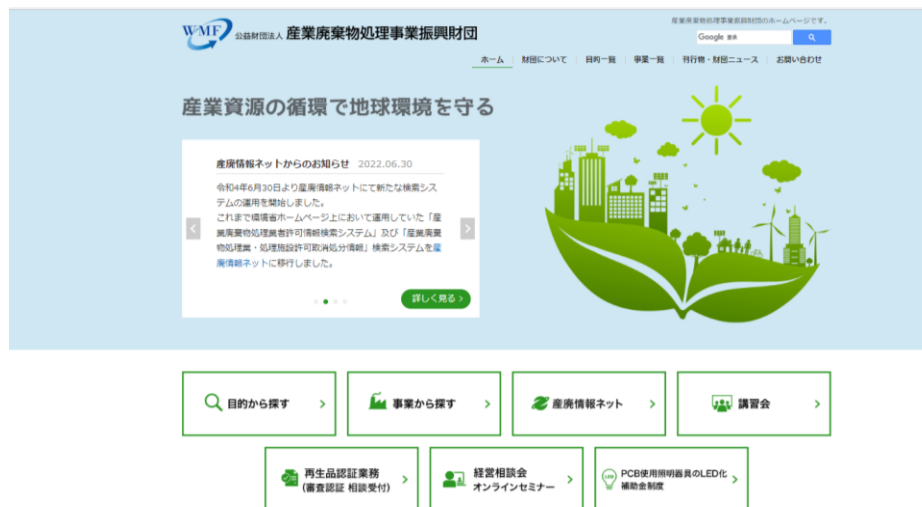 産業廃棄物処理事業振興財団のホームページです。
WMF 公益財団法人 産業廃棄物処理事業振興財団
Google 検索
ホーム 財団について 目的一覧 事業一覧 刊行物・財団ニュース お問い合わせ
産業資源の循環で地球環境を守る
産廃情報ネットからのお知らせ 2022.06.30
令和4年6月30日より産廃情報ネットにて新たな検索シス
テムの運用を開始しました。
これまで環境省ホームページ上において運用していた「産
業廃棄物処理業者許可情報検索システム」及び「産業廃棄
物処理業・処理施設許可取消処分情報」検索システムを産
廃情報ネットに移行しました。
詳しく見る
目的から探す
事業から探す
産廃情報ネット
講習会
再生品認証業務
(審査認証 相談受付)
経営相談会
オンラインセミナー
PCB使用照明器具のLED化
補助金制度